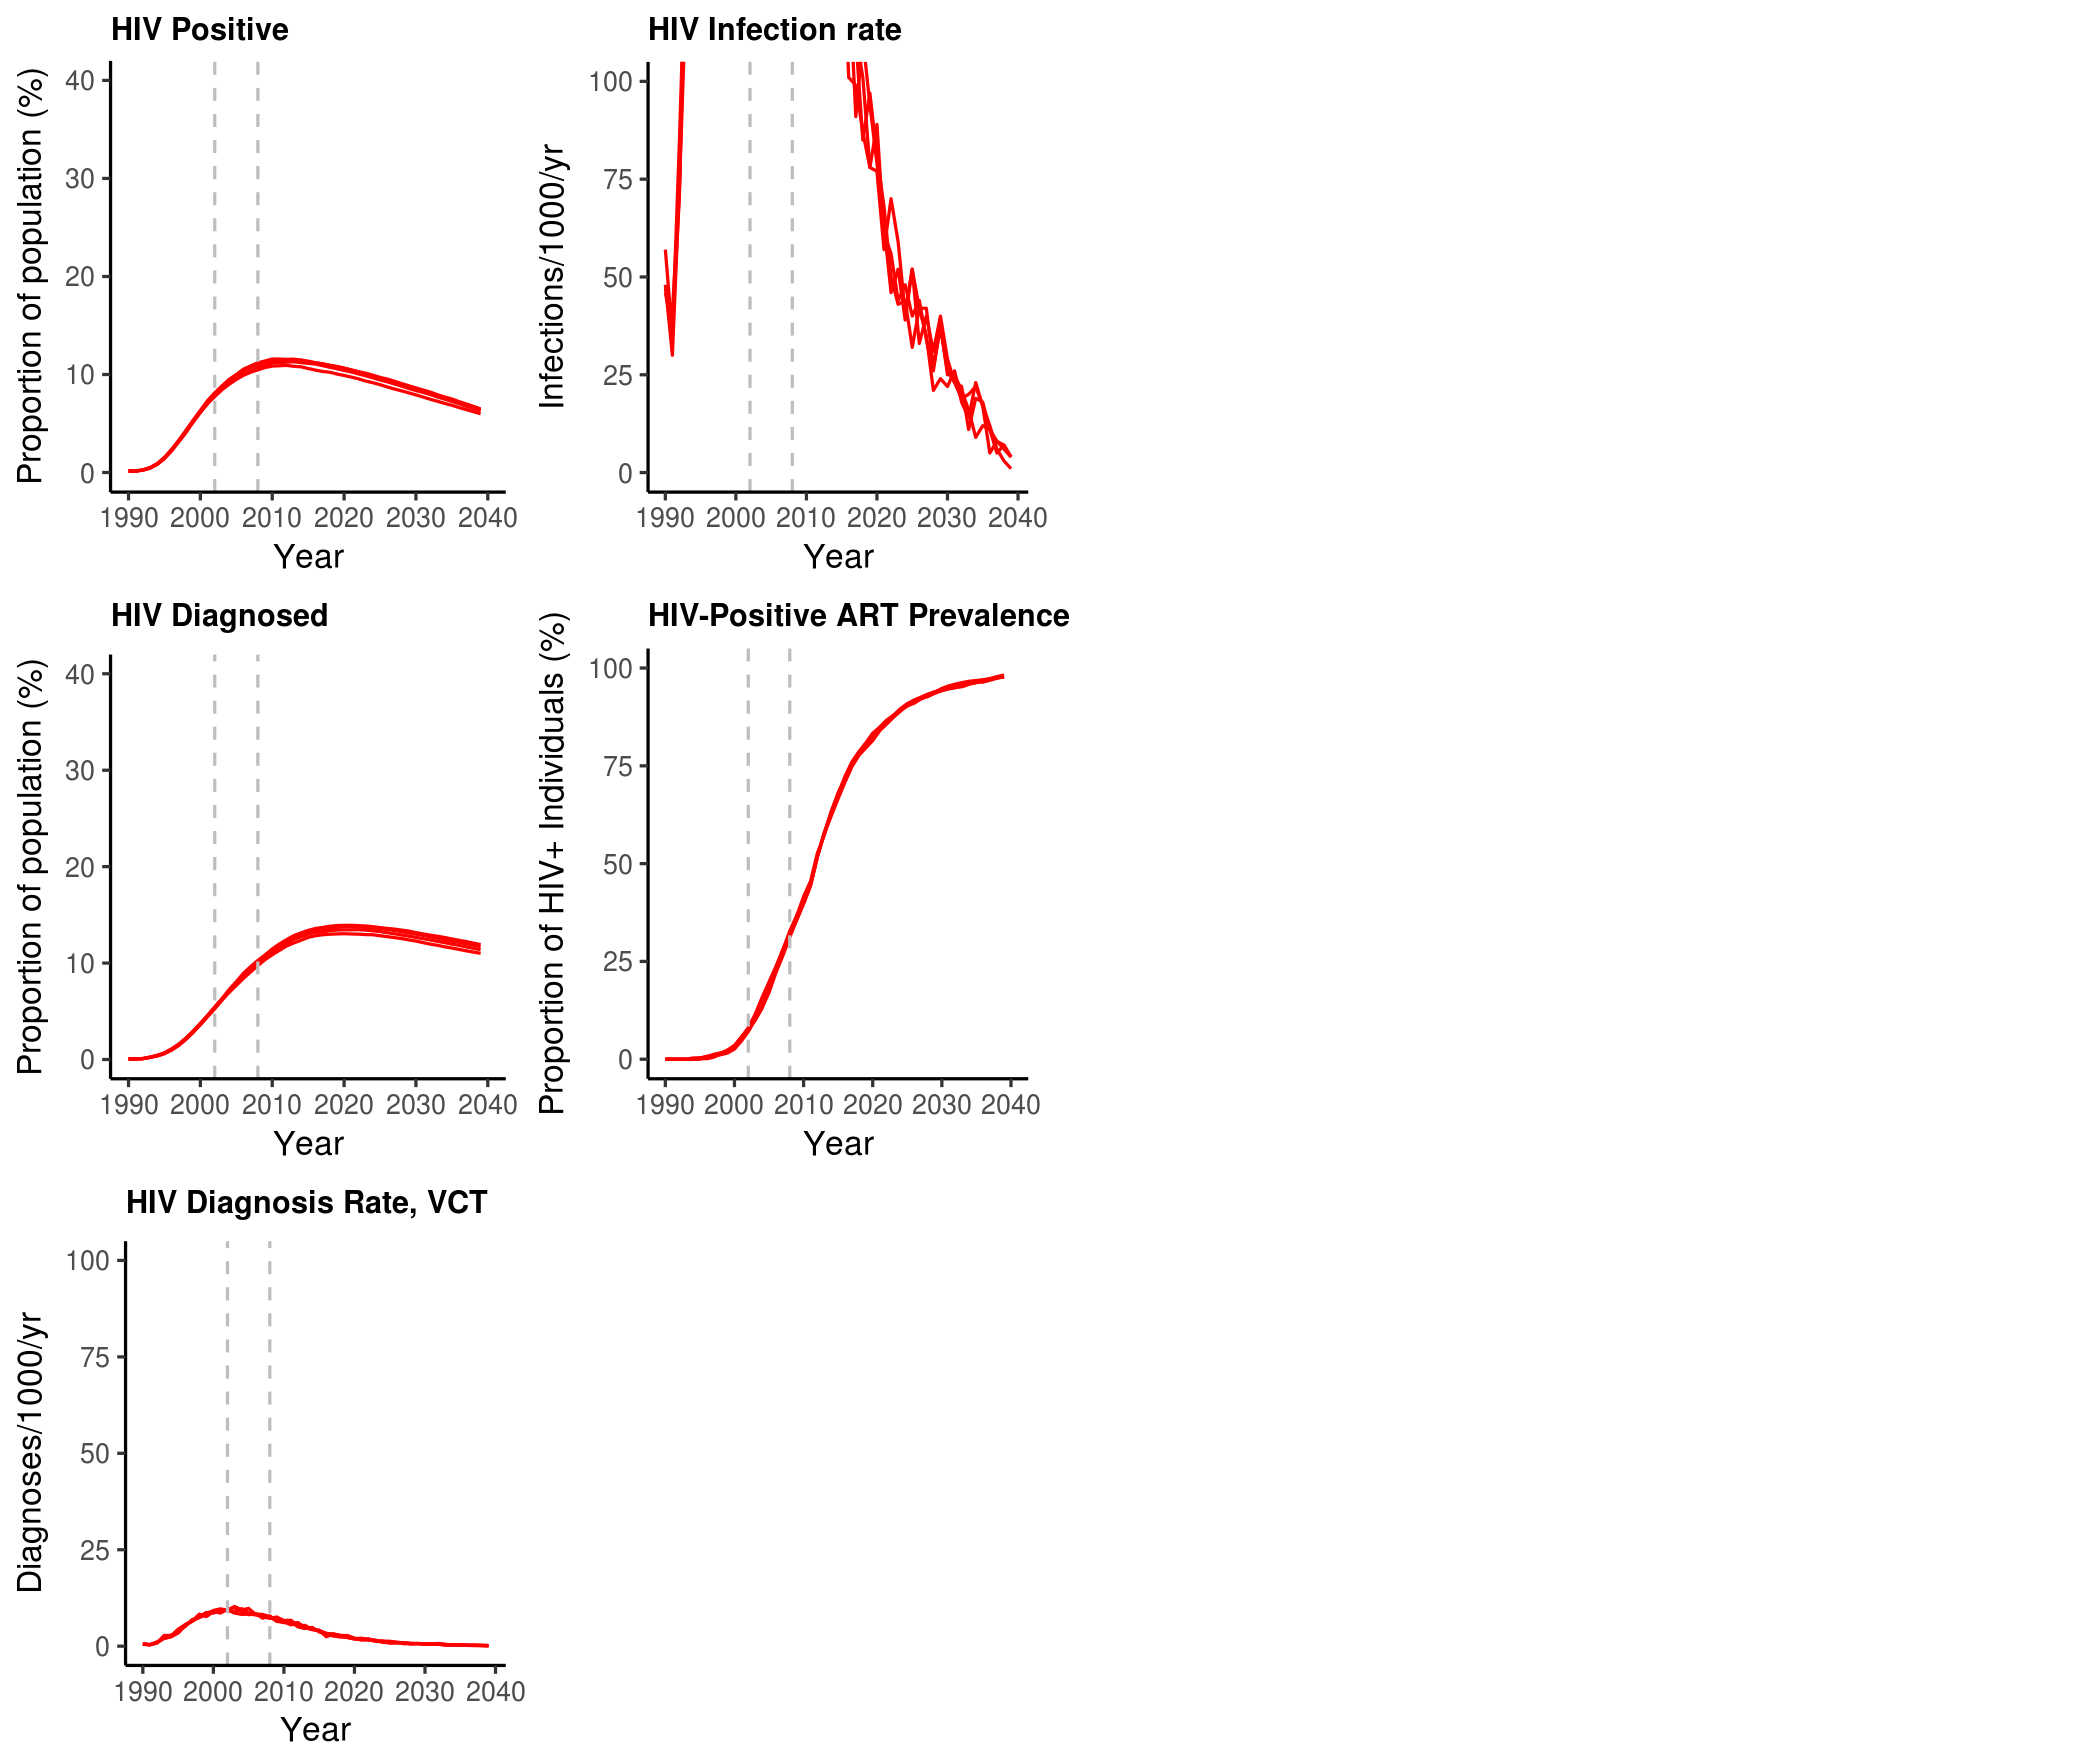 HIV Positive
Proportion of population (%)
40
30
20
10
0
1990 2000 2010 2020 2030 2040
Year
HIV Infection rate
Infections/1000/yr
100
75
50
25
0
1990 2000 2010 2020 2030 2040
Year
HIV Diagnosed
Proportion of population (%)
40
30
20
10
0
1990 2000 2010 2020 2030 2040
Year
HIV-Positive ART Prevalence
Proportion of HIV+ Individuals (%)
100
75
50
25
0
1990 2000 2010 2020 2030 2040
Year
HIV Diagnosis Rate, VCT
Diagnoses/1000/yr
100
75
50
25
0
1990 2000 2010 2020 2030 2040
Year